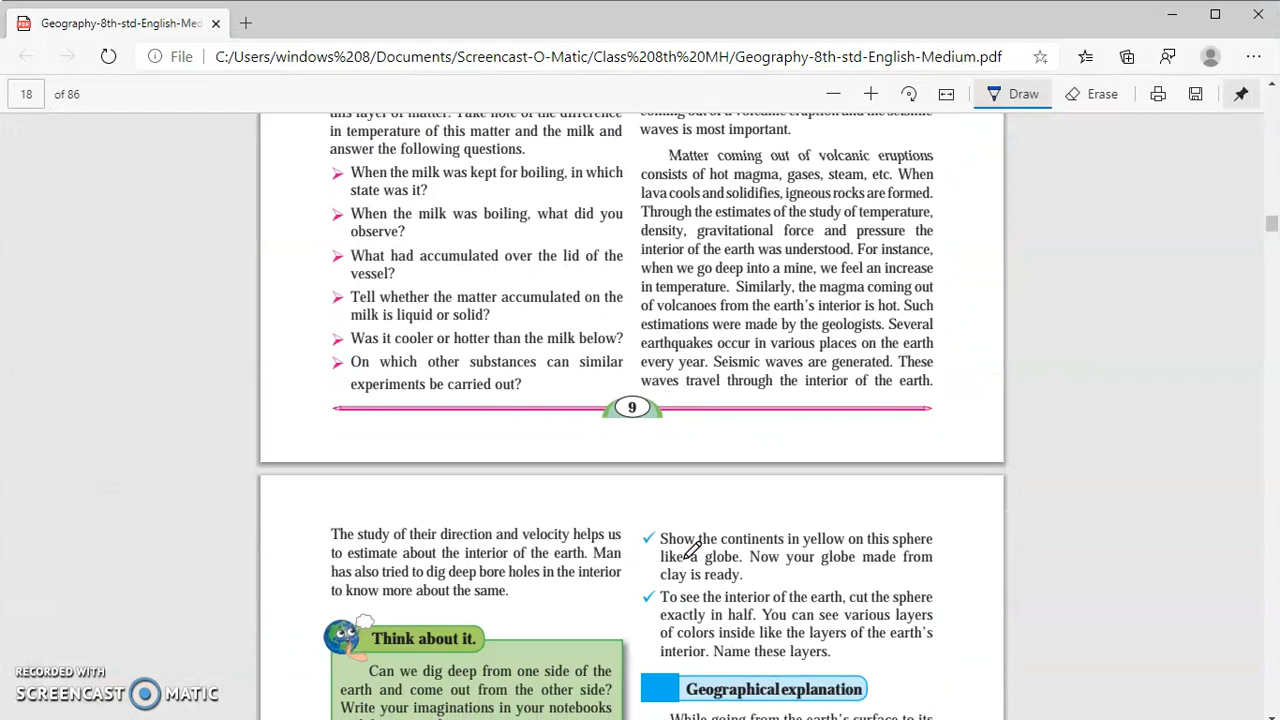 Geography-8th-std-English-Med
File
C:/Users/windows%208/Documents/Screencast-O-Matic/Class%208th%20MH/Geography-8th-std-English-Medium.pdf
18 of 86
Draw
Erase
this layer of matter. Take note of the difference
in temperature of this matter and the milk and
answer the following questions.
When the milk was kept for boiling, in which
state was it?
When the milk was boiling, what did you
observe?
What had accumulated over the lid of the
vessel?
Tell whether the matter accumulated on the
milk is liquid or solid?
Was it cooler or hotter than the milk below?
On which other substances can similar
experiments be carried out?
coming out of a volcanic eruption and the seismic
waves is most important.
Matter coming out of volcanic eruptions
consists of hot magma, gases, steam, etc. When
lava cools and solidifies, igneous rocks are formed.
Through the estimates of the study of temperature,
density, gravitational force and pressure the
interior of the earth was understood. For instance,
when we go deep into a mine, we feel an increase
in temperature. Similarly, the magma coming out
of volcanoes from the earth's interior is hot. Such
estimations were made by the geologists. Several
earthquakes occur in various places on the earth
every year. Seismic waves are generated. These
waves travel through the interior of the earth.
9
The study of their direction and velocity helps us
to estimate about the interior of the earth. Man
has also tried to dig deep bore holes in the interior
to know more about the same.
Think about it.
Can we dig deep from one side of the
earth and come out from the other side?
Write your imaginations in your notebooks
Show the continents in yellow on this sphere
like a globe. Now your globe made from
clay is ready.
To see the interior of the earth, cut the sphere
exactly in half. You can see various layers
of colors inside like the layers of the earth's
interior. Name these layers.
Geographical explanation
While going from the earth's surface to its
RECORDED WITH
SCREENCAST MATIC